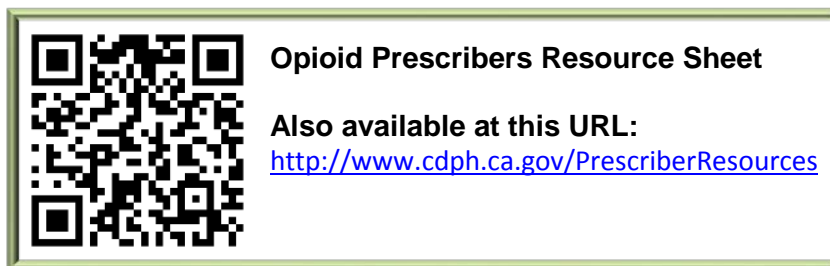 Opioid Prescribers Resource Sheet
Also available at this URL:
http://www.cdph.ca.gov/PrescriberResources